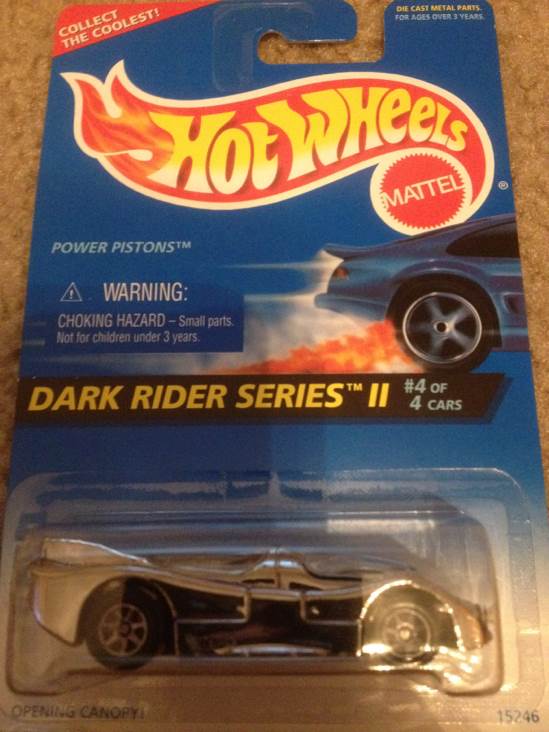 COLLECT
THE COOLEST!
DIE CAST METAL PARTS.
FOR AGES OVER 3 YEARS.
HOT WHEELS
MATTEL
®
POWER PISTONS™
WARNING:
CHOKING HAZARD – Small parts.
Not for children under 3 years.
DARK RIDER SERIES™ II
#4 OF
4 CARS
OPENING CANOPY!
15246